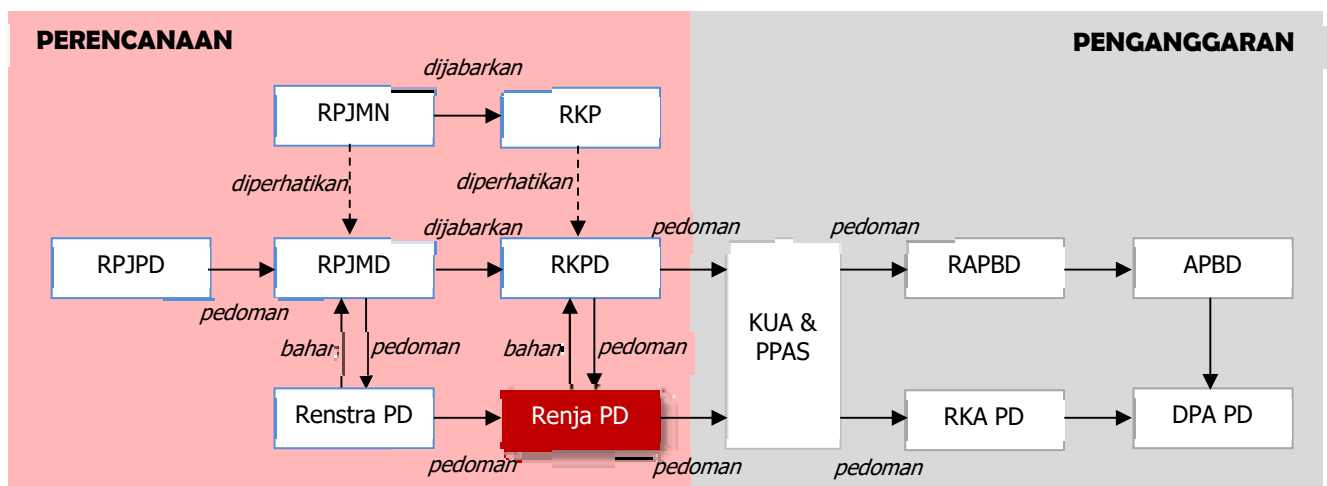 PERENCANAAN
PENGANGGARAN
dijabarkan
RPJMN
RKP
diperhatikan
diperhatikan
dijabarkan
pedoman
pedoman
RPJPD
RPJMD
RKPD
RAPBD
APBD
pedoman
KUA &
PPAS
bahan
pedoman
bahan
pedoman
Renstra PD
Renja PD
RKA PD
DPA PD
pedoman
pedoman
pedoman